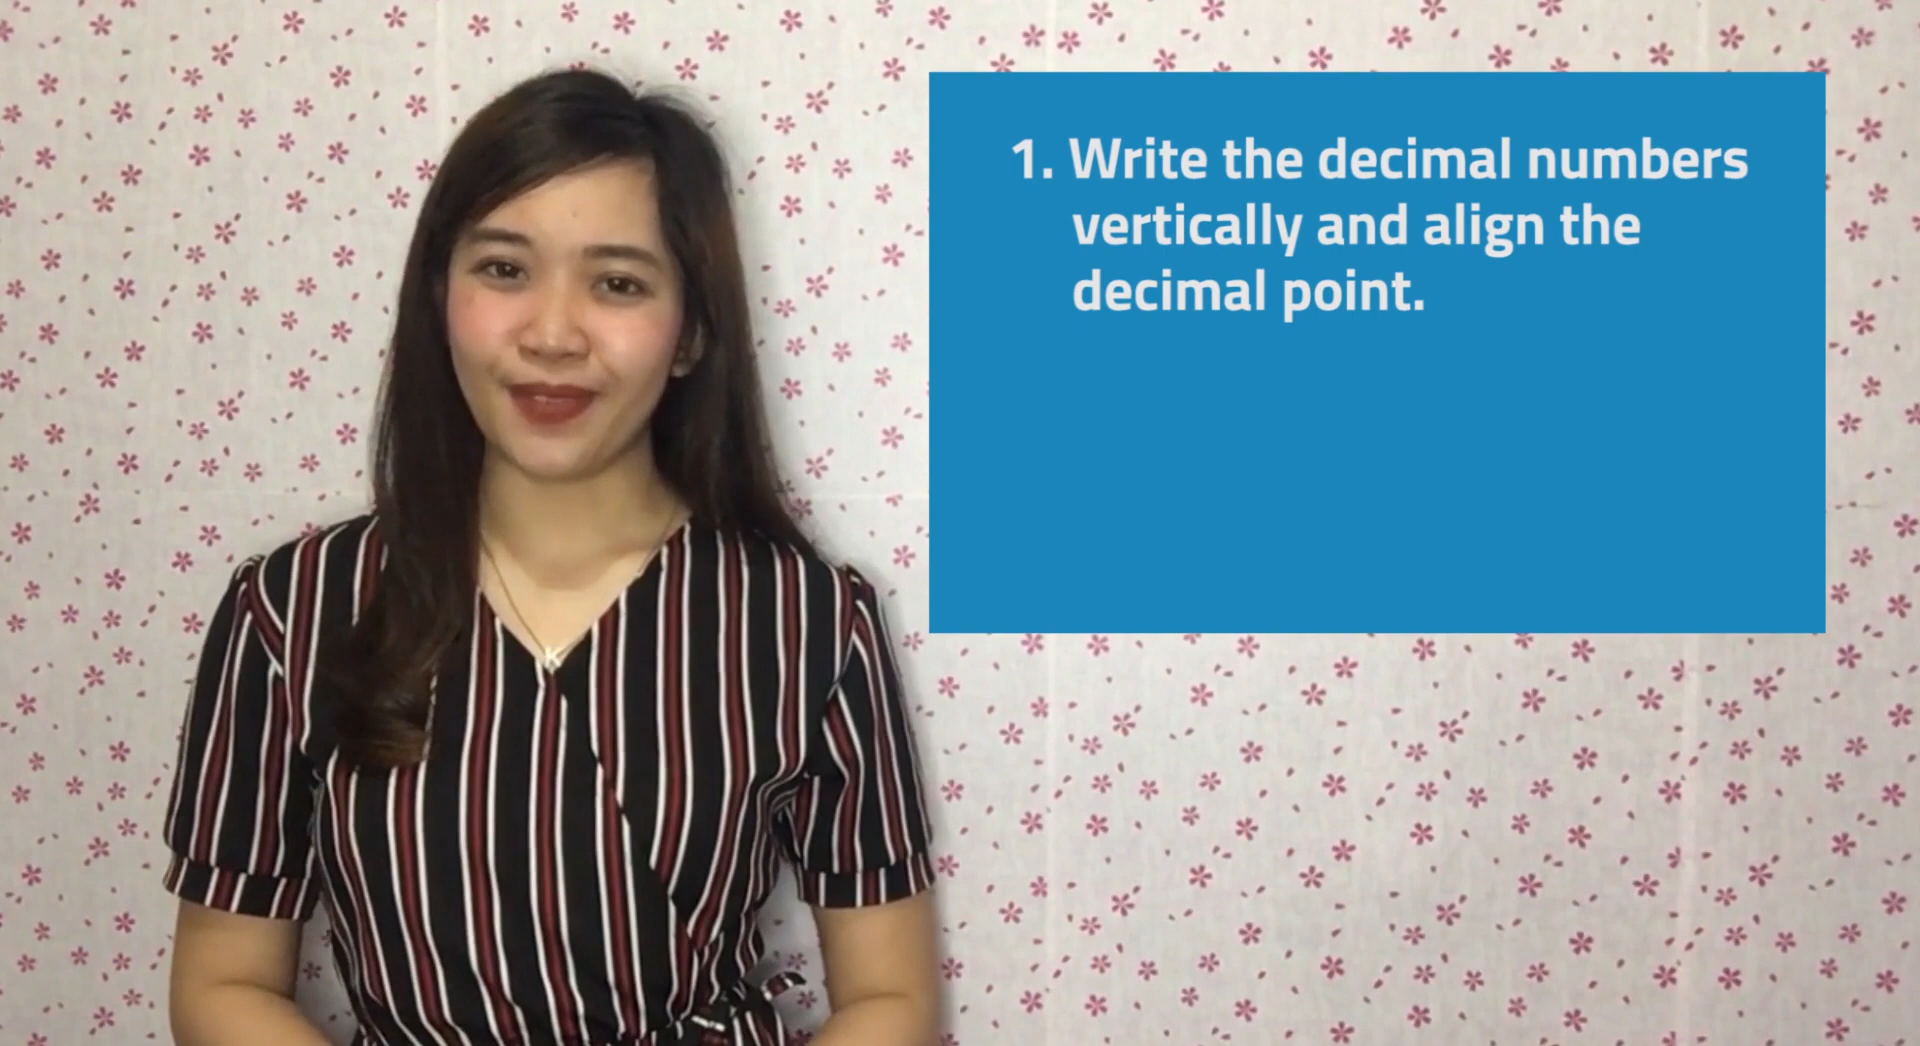 1. Write the decimal numbers
vertically and align the
decimal point.
K